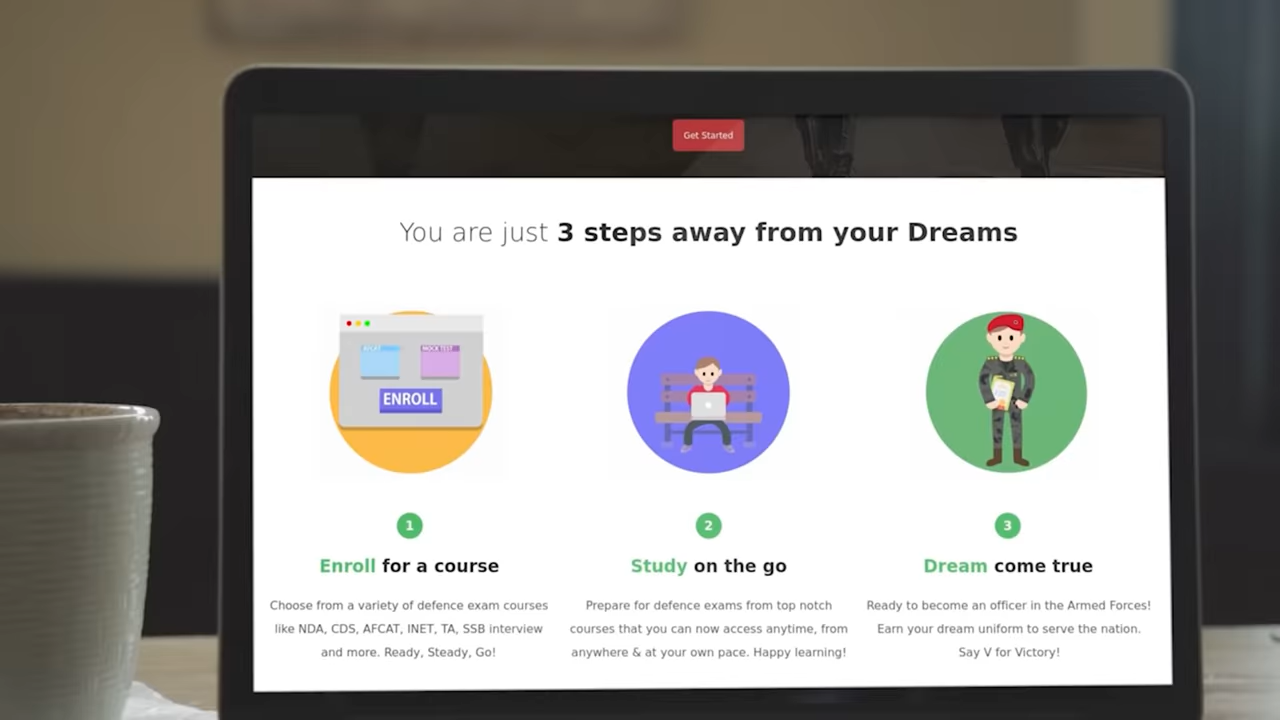 Get Started
You are just 3 steps away from your Dreams
MOCK TEST
ENROLL
1
2
3
Enroll for a course
Study on the go
Dream come true
Choose from a variety of defence exam courses
like NDA, CDS, AFCAT, INET, TA, SSB interview
and more. Ready, Steady, Go!
Prepare for defence exams from top notch
courses that you can now access anytime, from
anywhere & at your own pace. Happy learning!
Ready to become an officer in the Armed Forces!
Earn your dream uniform to serve the nation.
Say V for Victory!